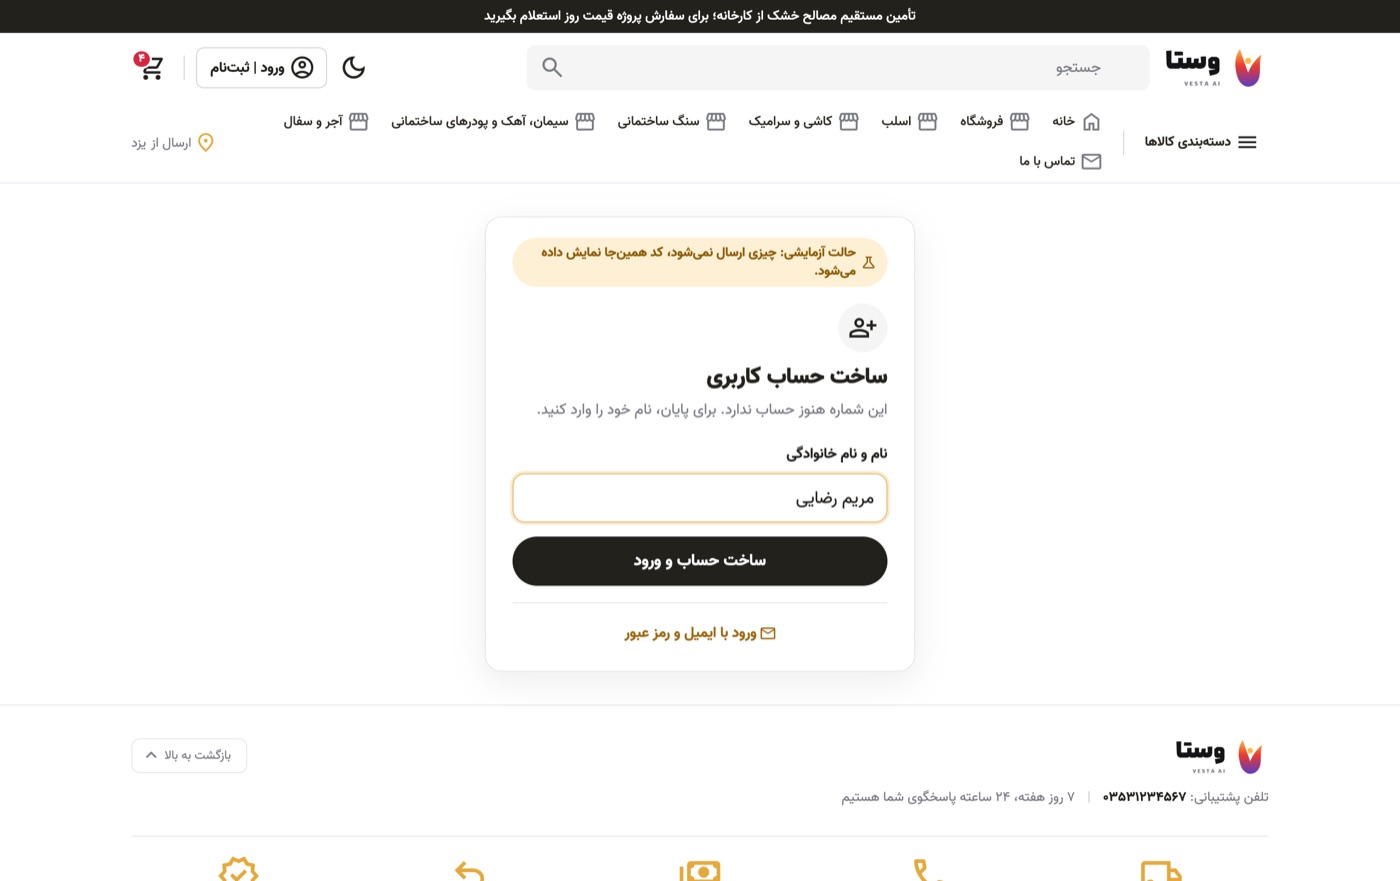 تأمین مستقیم مصالح خشک از کارخانه؛ برای سفارش پروژه قیمت روز استعلام بگیرید
وستا
VESTA AI
جستجو
ورود | ثبت‌نام
۴
دسته‌بندی کالاها
خانه
فروشگاه
اسلب
کاشی و سرامیک
سنگ ساختمانی
سیمان، آهک و پودرهای ساختمانی
آجر و سفال
تماس با ما
ارسال از یزد
حالت آزمایشی: چیزی ارسال نمی‌شود، کد همین‌جا نمایش داده
می‌شود.
ساخت حساب کاربری
این شماره هنوز حساب ندارد. برای پایان، نام خود را وارد کنید.
نام و نام خانوادگی
مریم رضایی
ساخت حساب و ورود
ورود با ایمیل و رمز عبور
وستا
VESTA AI
بازگشت به بالا
تلفن پشتیبانی: ۰۳۵۳۱۲۳۴۵۶۷ | ۷ روز هفته، ۲۴ ساعته پاسخگوی شما هستیم